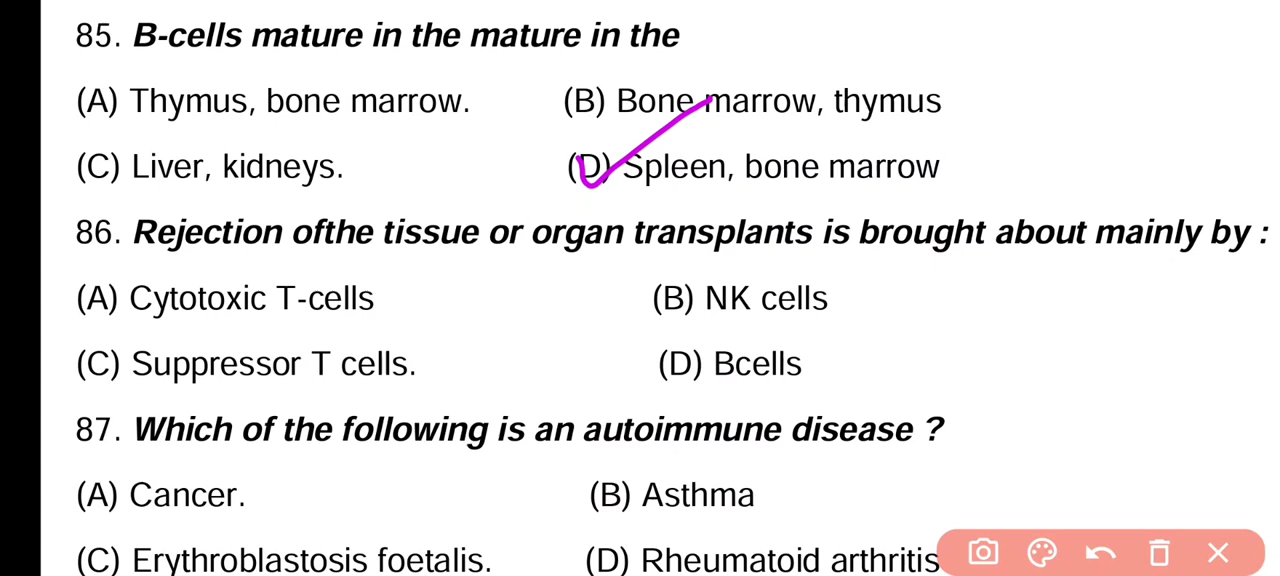 85. B-cells mature in the mature in the
(A) Thymus, bone marrow. (B) Bone marrow, thymus
(C) Liver, kidneys. (D) Spleen, bone marrow
86. Rejection ofthe tissue or organ transplants is brought about mainly by :
(A) Cytotoxic T-cells (B) NK cells
(C) Suppressor T cells. (D) Bcells
87. Which of the following is an autoimmune disease ?
(A) Cancer. (B) Asthma
(C) Erythroblastosis foetalis. (D) Rheumatoid arthritis